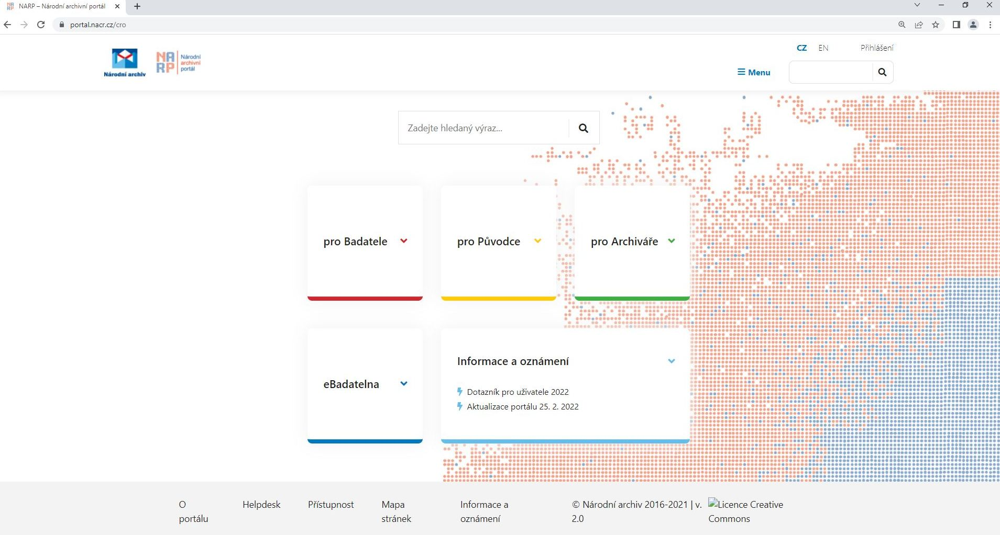 NARP – Národní archivní portál
portal.nacr.cz/cro
Národní archiv
NARP
Národní
archivní
portál
CZ EN Přihlášení
Menu
Zadejte hledaný výraz...
pro Badatele
pro Původce
pro Archiváře
eBadatelna
Informace a oznámení
Dotazník pro uživatele 2022
Aktualizace portálu 25. 2. 2022
O
portálu
Helpdesk
Přístupnost
Mapa
stránek
Informace a
oznámení
© Národní archiv 2016-2021 | v.
2.0
Licence Creative
Commons